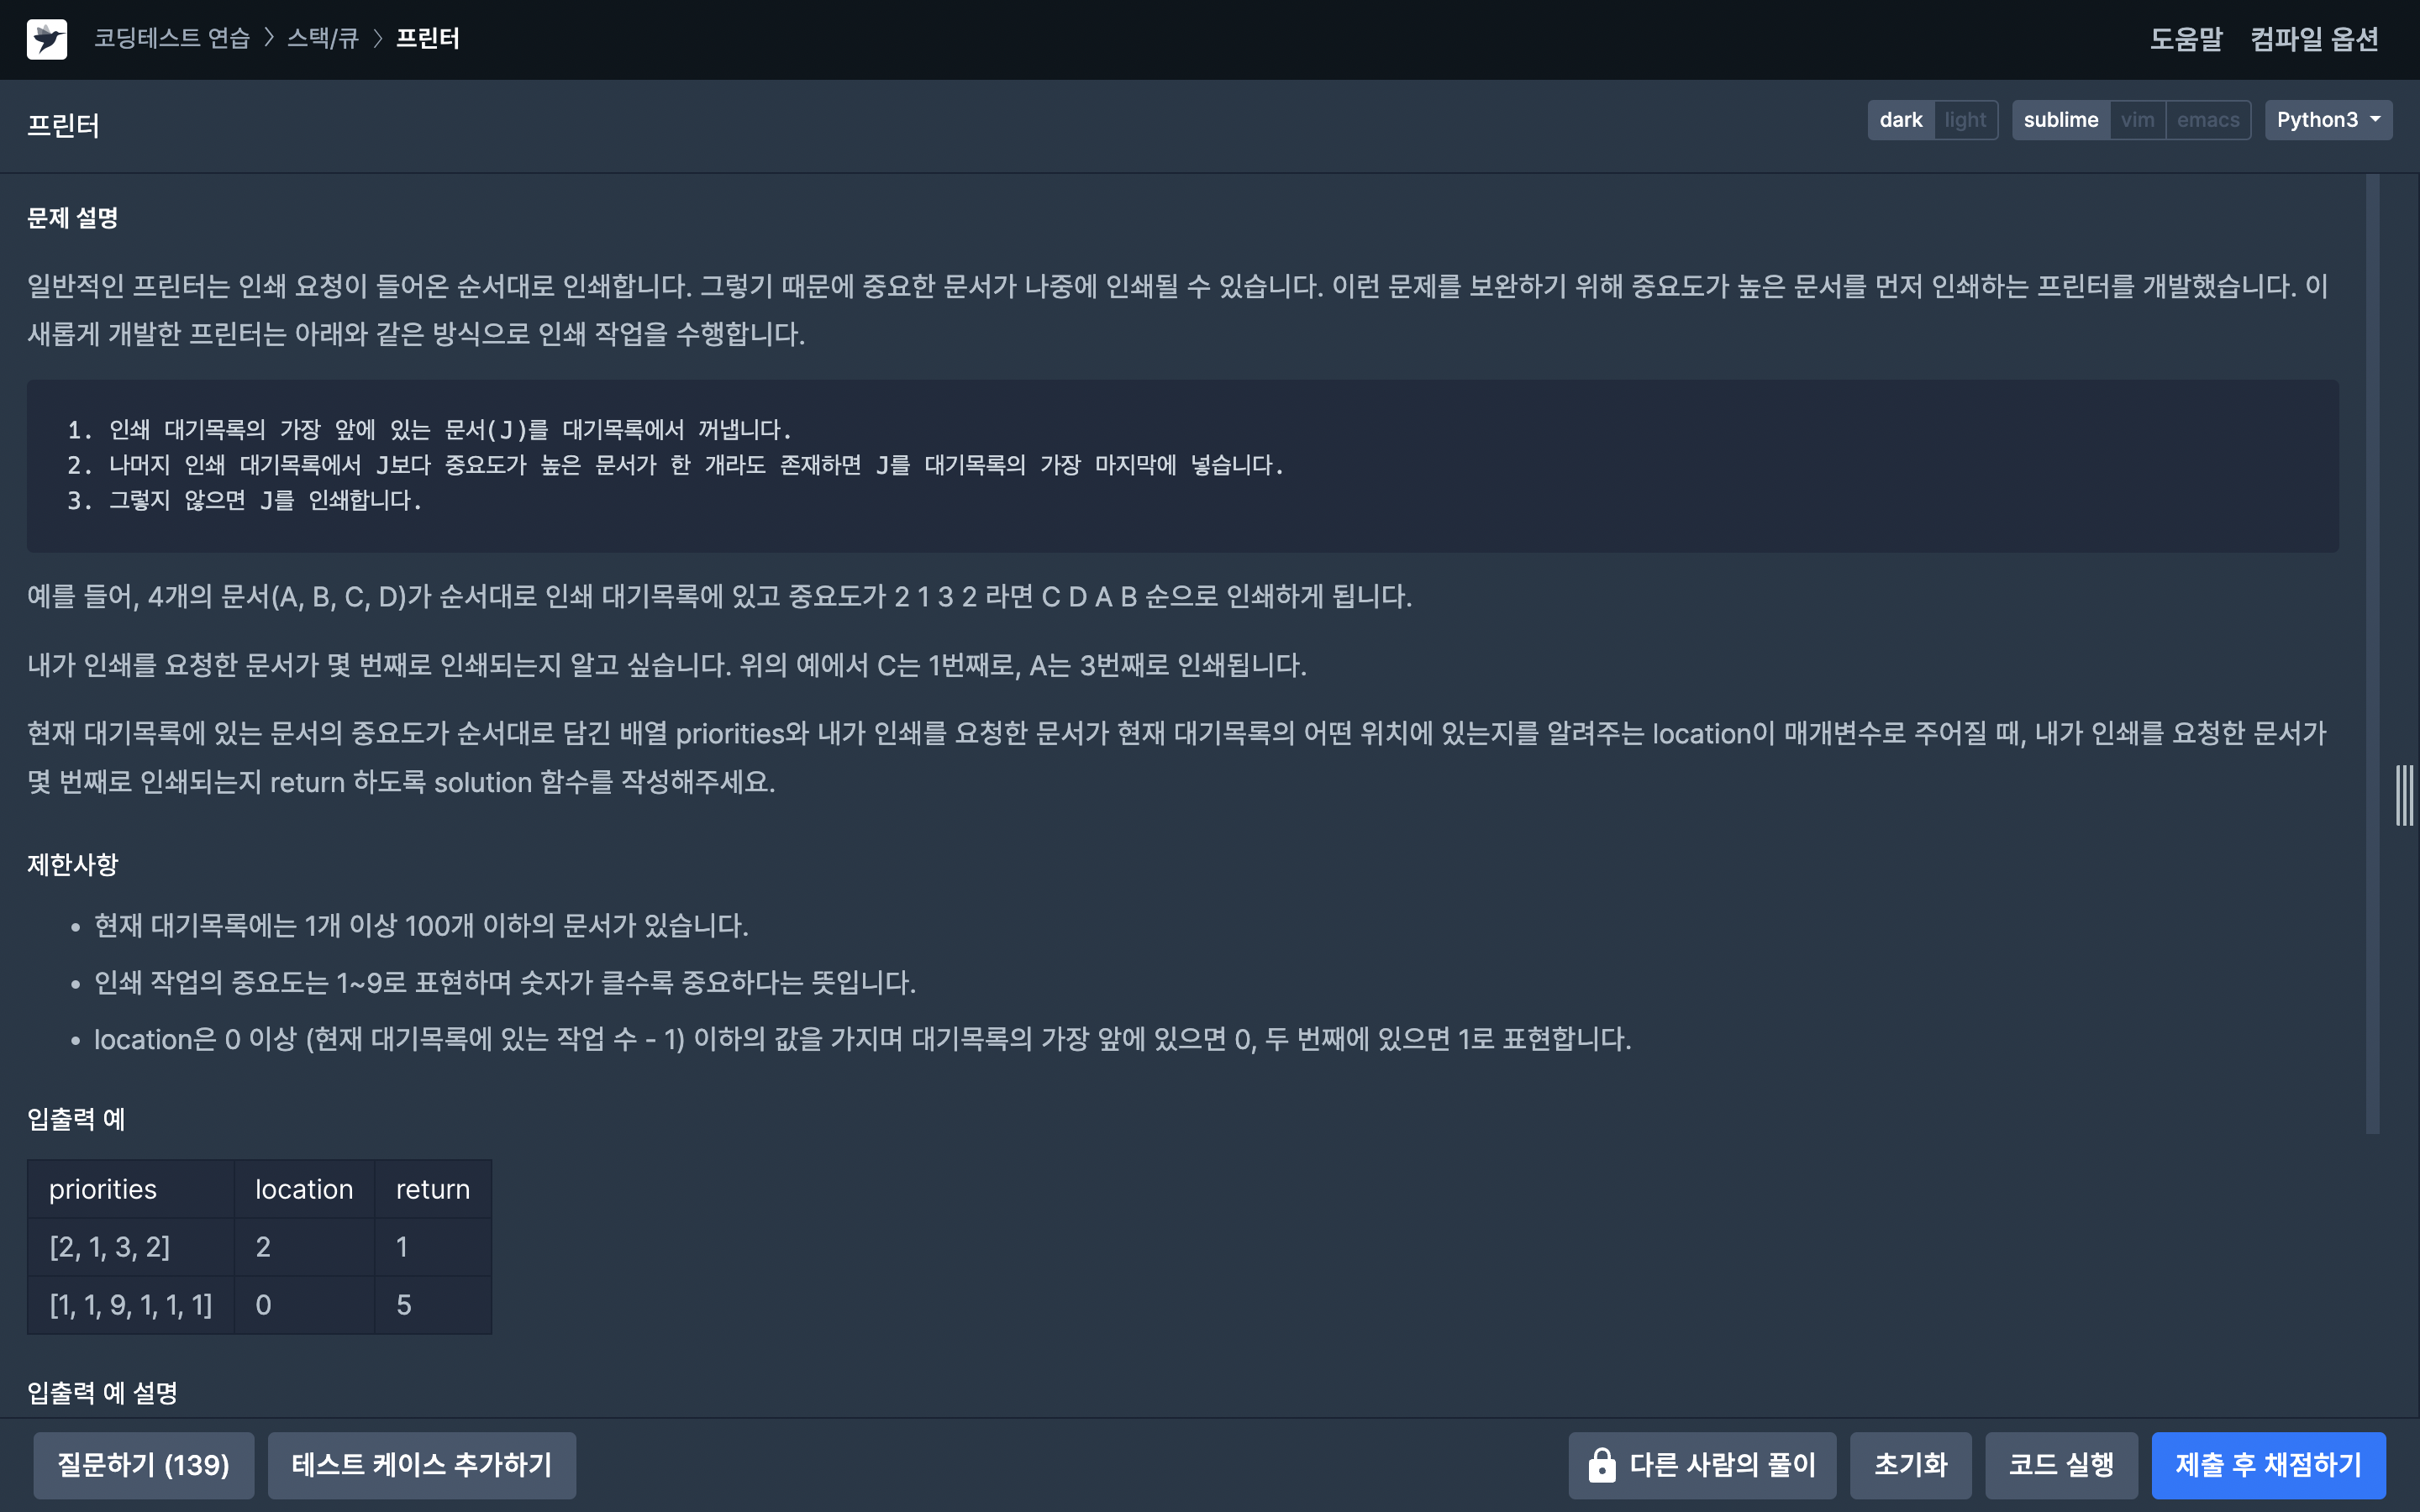 코딩테스트 연습 > 스택/큐 > 프린터
도움말 컴파일 옵션
프린터
dark light sublime vim emacs Python3
문제 설명
일반적인 프린터는 인쇄 요청이 들어온 순서대로 인쇄합니다. 그렇기 때문에 중요한 문서가 나중에 인쇄될 수 있습니다. 이런 문제를 보완하기 위해 중요도가 높은 문서를 먼저 인쇄하는 프린터를 개발했습니다. 이
새롭게 개발한 프린터는 아래와 같은 방식으로 인쇄 작업을 수행합니다.
1. 인쇄 대기목록의 가장 앞에 있는 문서(J)를 대기목록에서 꺼냅니다.
2. 나머지 인쇄 대기목록에서 J보다 중요도가 높은 문서가 한 개라도 존재하면 J를 대기목록의 가장 마지막에 넣습니다.
3. 그렇지 않으면 J를 인쇄합니다.
예를 들어, 4개의 문서(A, B, C, D)가 순서대로 인쇄 대기목록에 있고 중요도가 2 1 3 2 라면 C D A B 순으로 인쇄하게 됩니다.
내가 인쇄를 요청한 문서가 몇 번째로 인쇄되는지 알고 싶습니다. 위의 예에서 C는 1번째로, A는 3번째로 인쇄됩니다.
현재 대기목록에 있는 문서의 중요도가 순서대로 담긴 배열 priorities와 내가 인쇄를 요청한 문서가 현재 대기목록의 어떤 위치에 있는지를 알려주는 location이 매개변수로 주어질 때, 내가 인쇄를 요청한 문서가
몇 번째로 인쇄되는지 return 하도록 solution 함수를 작성해주세요.
제한사항
• 현재 대기목록에는 1개 이상 100개 이하의 문서가 있습니다.
• 인쇄 작업의 중요도는 1~9로 표현하며 숫자가 클수록 중요하다는 뜻입니다.
• location은 0 이상 (현재 대기목록에 있는 작업 수 - 1) 이하의 값을 가지며 대기목록의 가장 앞에 있으면 0, 두 번째에 있으면 1로 표현합니다.
입출력 예
priorities location return
[2, 1, 3, 2] 2 1
[1, 1, 9, 1, 1, 1] 0 5
입출력 예 설명
질문하기 (139) 테스트 케이스 추가하기 다른 사람의 풀이 초기화 코드 실행 제출 후 채점하기